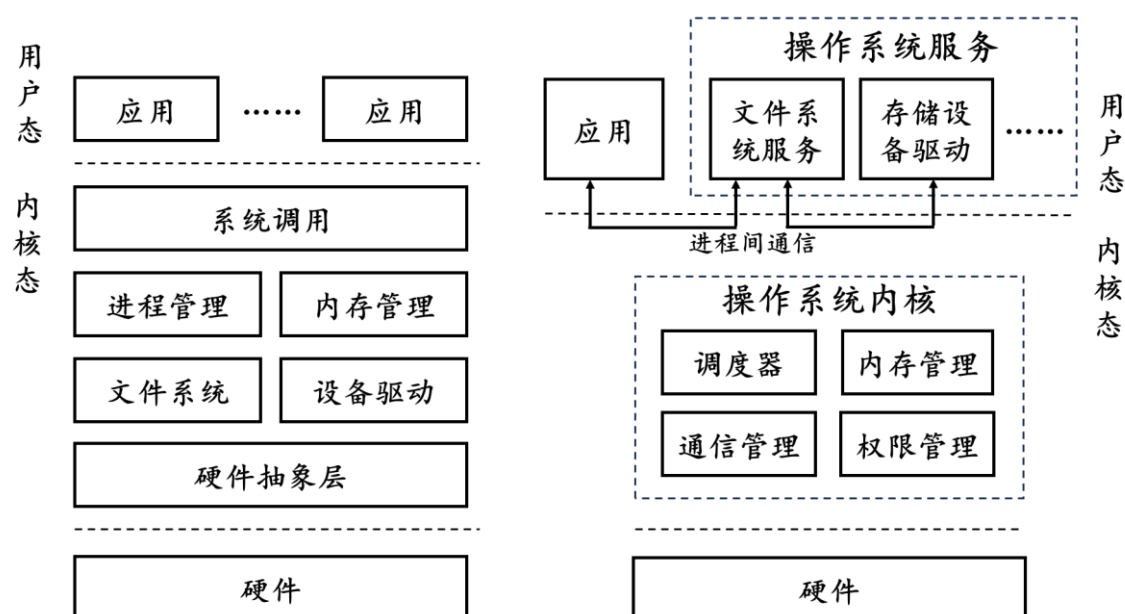 用户态
应用
……
应用
内核态
系统调用
进程管理
内存管理
文件系统
设备驱动
硬件抽象层
硬件
操作系统服务
应用
文件系
统服务
存储设
备驱动
……
用户态
进程间通信
内核态
操作系统内核
调度器
内存管理
通信管理
权限管理
硬件